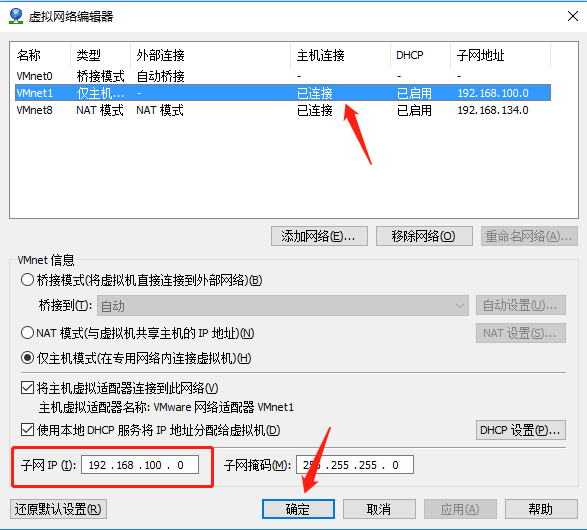 虚拟网络编辑器
名称 类型 外部连接 主机连接 DHCP 子网地址
VMnet0 桥接模式 自动桥接 - - -
VMnet1 仅主机... - 已连接 已启用 192.168.100.0
VMnet8 NAT 模式 NAT 模式 已连接 已启用 192.168.134.0
添加网络(E)... 移除网络(O) 重命名网络(A)...
VMnet 信息
桥接模式(将虚拟机直接连接到外部网络)(B)
桥接到(T): 自动 自动设置(U)...
NAT 模式(与虚拟机共享主机的 IP 地址)(N) NAT 设置(S)...
仅主机模式(在专用网络内连接虚拟机)(H)
将主机虚拟适配器连接到此网络(V)
主机虚拟适配器名称: VMware 网络适配器 VMnet1
使用本地 DHCP 服务将 IP 地址分配给虚拟机(D) DHCP 设置(P)...
子网 IP (I): 192 .168 .100 . 0 子网掩码(M): 255 .255 .255 . 0
还原默认设置(R) 确定 取消 应用(A) 帮助